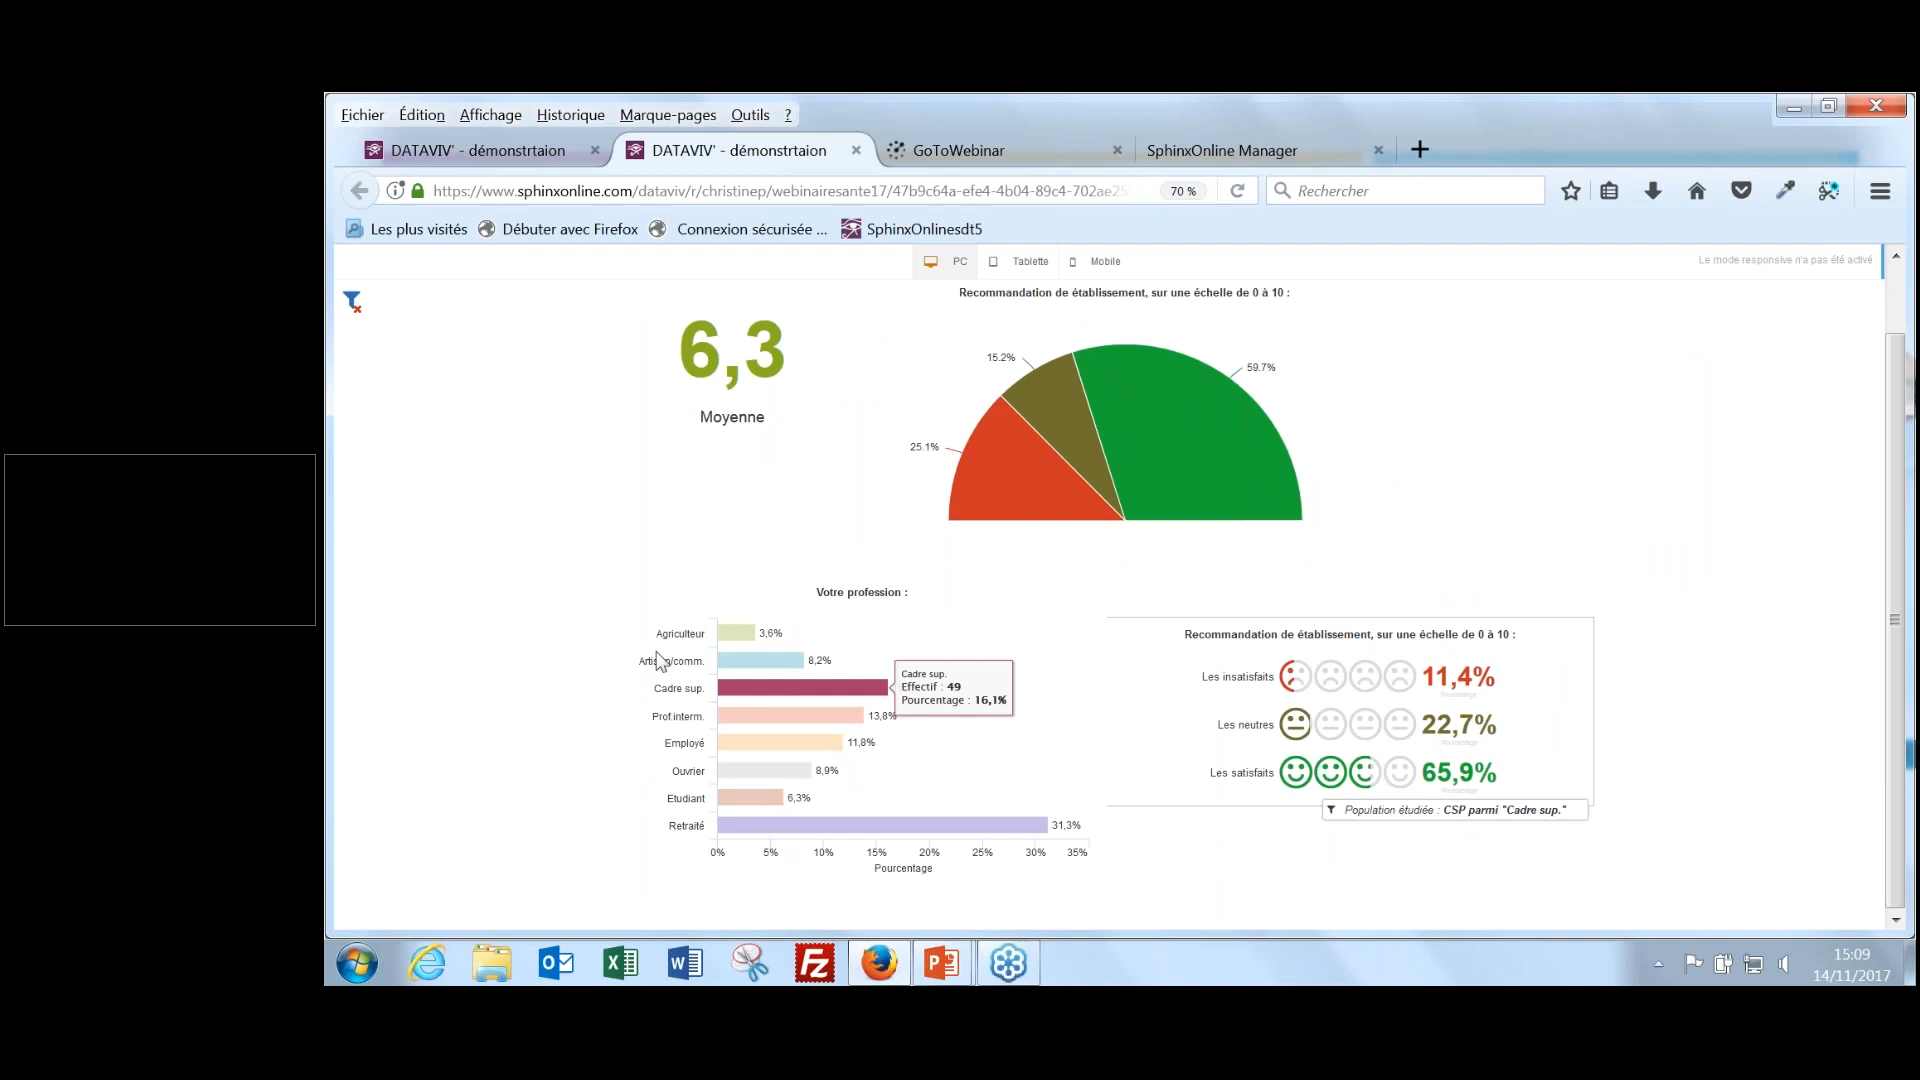 Fichier Édition Affichage Historique Marque-pages Outils ?
DATAVIV' - démonstrtaion
DATAVIV' - démonstrtaion
GoToWebinar
SphinxOnline Manager
https://www.sphinxonline.com/dataviv/r/christinep/webinairesante17/47b9c64a-efe4-4b04-89c4-702ae25
70 %
Rechercher
Les plus visités
Débuter avec Firefox
Connexion sécurisée ...
SphinxOnlinesdt5
PC
Tablette
Mobile
Le mode responsive n'a pas été activé
Recommandation de établissement, sur une échelle de 0 à 10 :
6,3
Moyenne
15.2%
59.7%
25.1%
Votre profession :
Agriculteur 3,6%
8,2%
Cadre sup.
Cadre sup.
Effectif : 49
Pourcentage : 16,1%
Prof.interm. 13,8%
Employé 11,8%
Ouvrier 8,9%
Etudiant 6,3%
Retraité 31,3%
0% 5% 10% 15% 20% 25% 30% 35%
Pourcentage
Recommandation de établissement, sur une échelle de 0 à 10 :
Les insatisfaits 11,4%
Pourcentage
Les neutres 22,7%
Pourcentage
Les satisfaits 65,9%
Pourcentage
Population étudiée : CSP parmi "Cadre sup."
15:09
14/11/2017